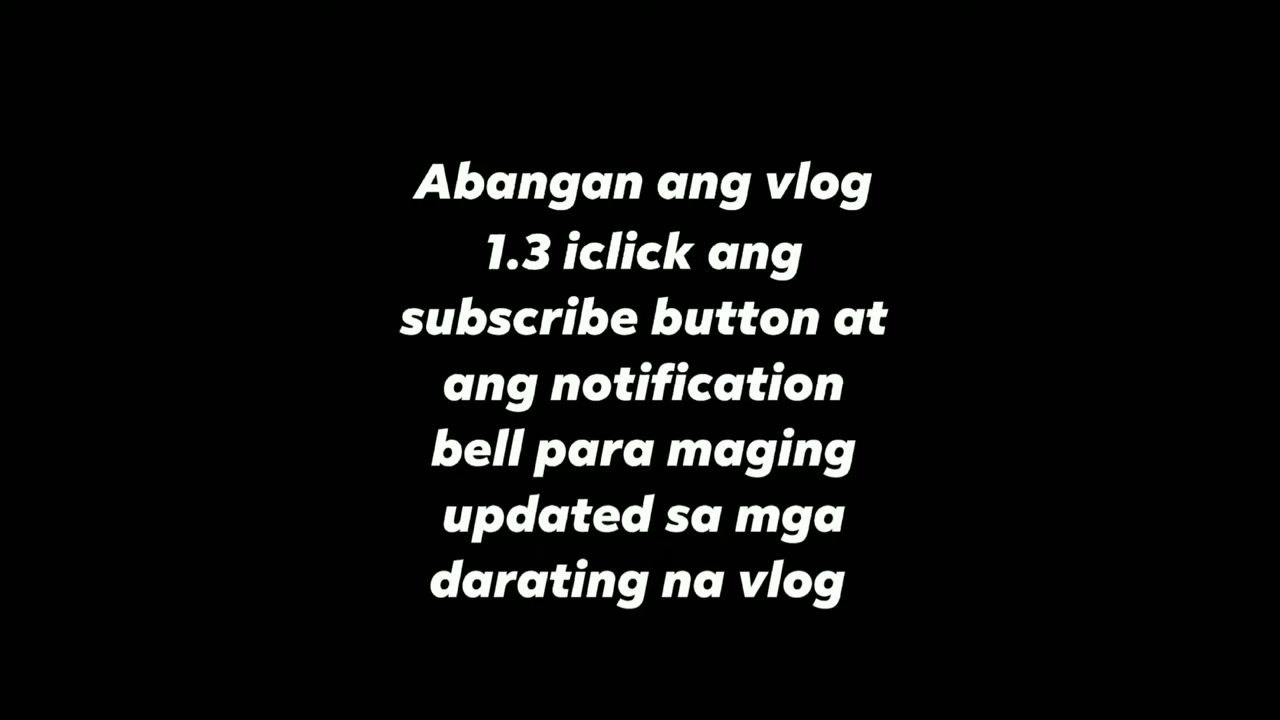 Abangan ang vlog
1.3 iclick ang
subscribe button at
ang notification
bell para maging
updated sa mga
darating na vlog